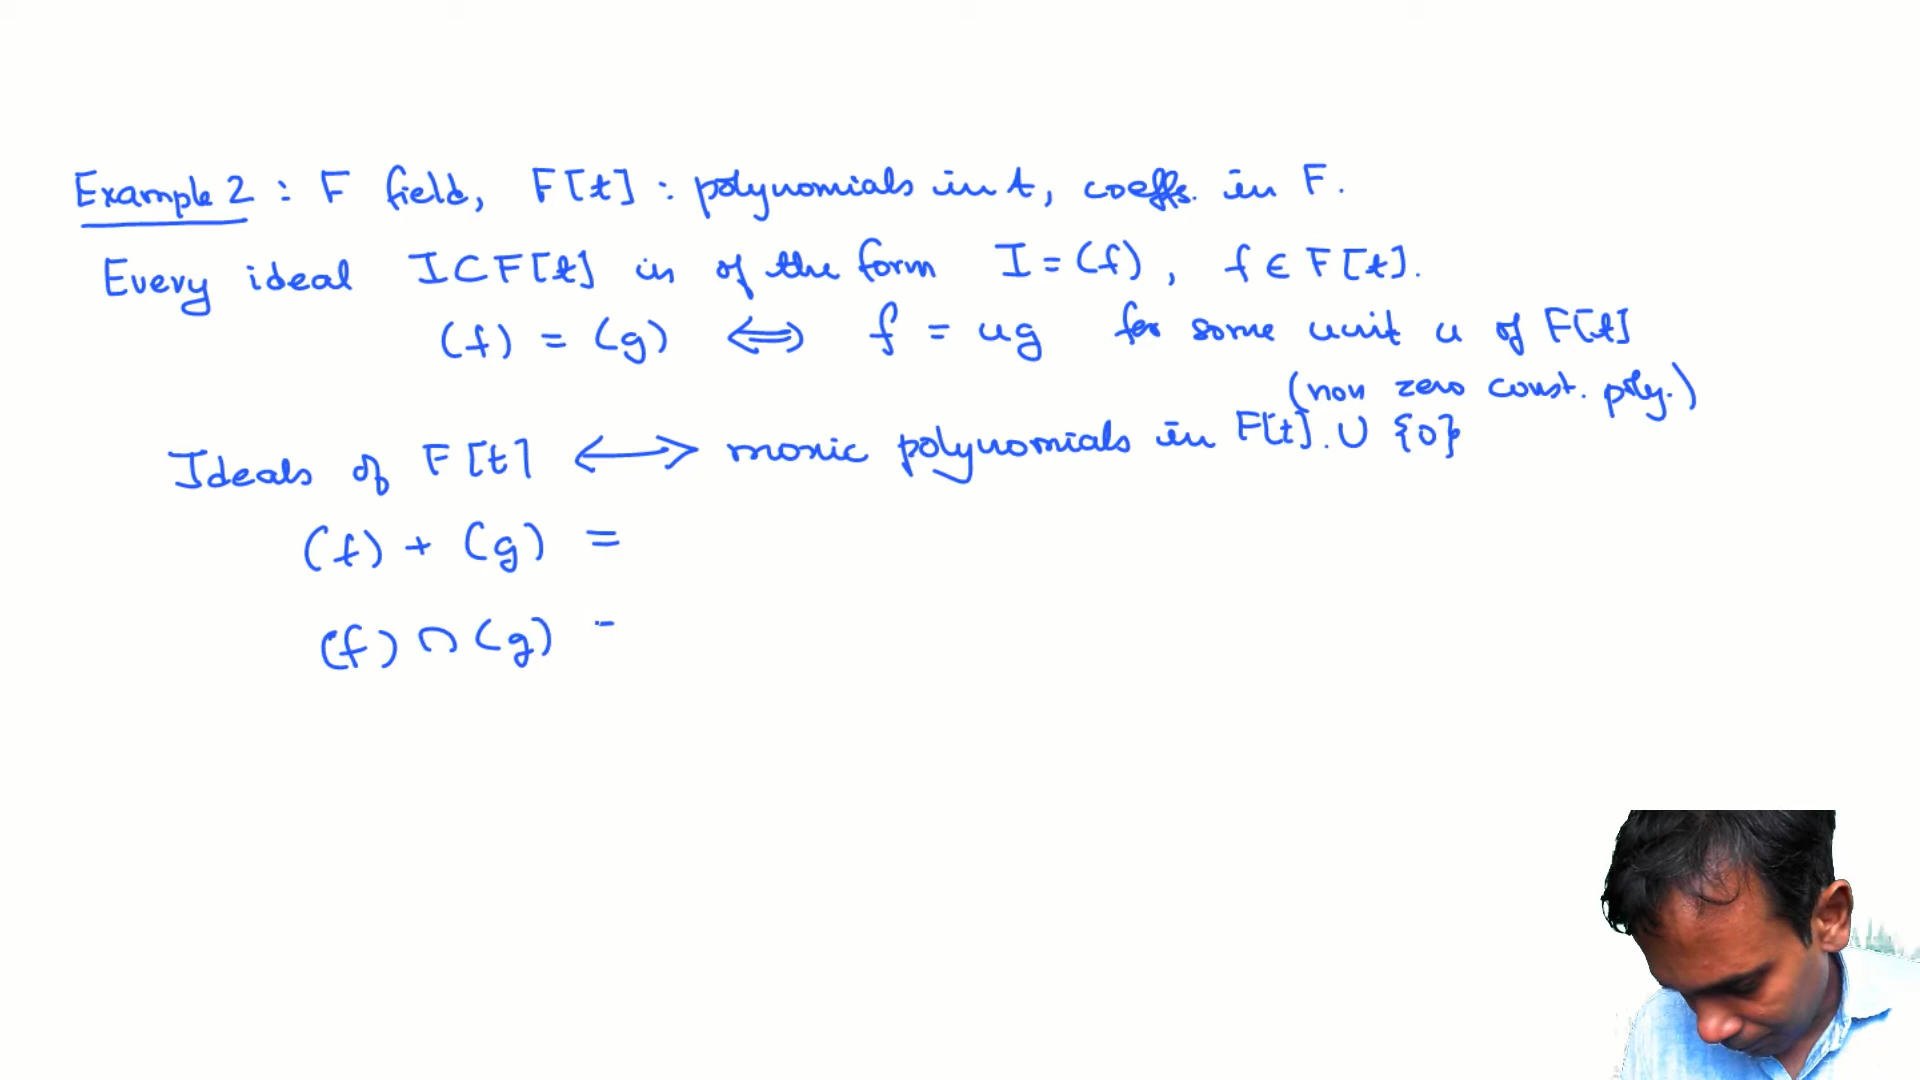 Example 2 : F field, F[t] : polynomials in t, coeffs. in F.
Every ideal I ⊂ F[t] is of the form I = (f), f ∈ F[t].
(f) = (g) ⟺ f = ug for some unit u of F[t]
(non zero const. poly.)
Ideals of F[t] ⟷ monic polynomials in F[t]. ∪ {0}
(f) + (g) =
(f) ∩ (g) -